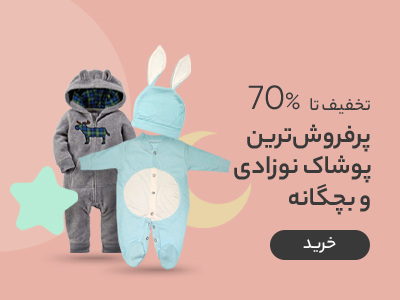 تخفیف تا 70%
پرفروش‌ترین
پوشاک نوزادی
و بچگانه
خرید